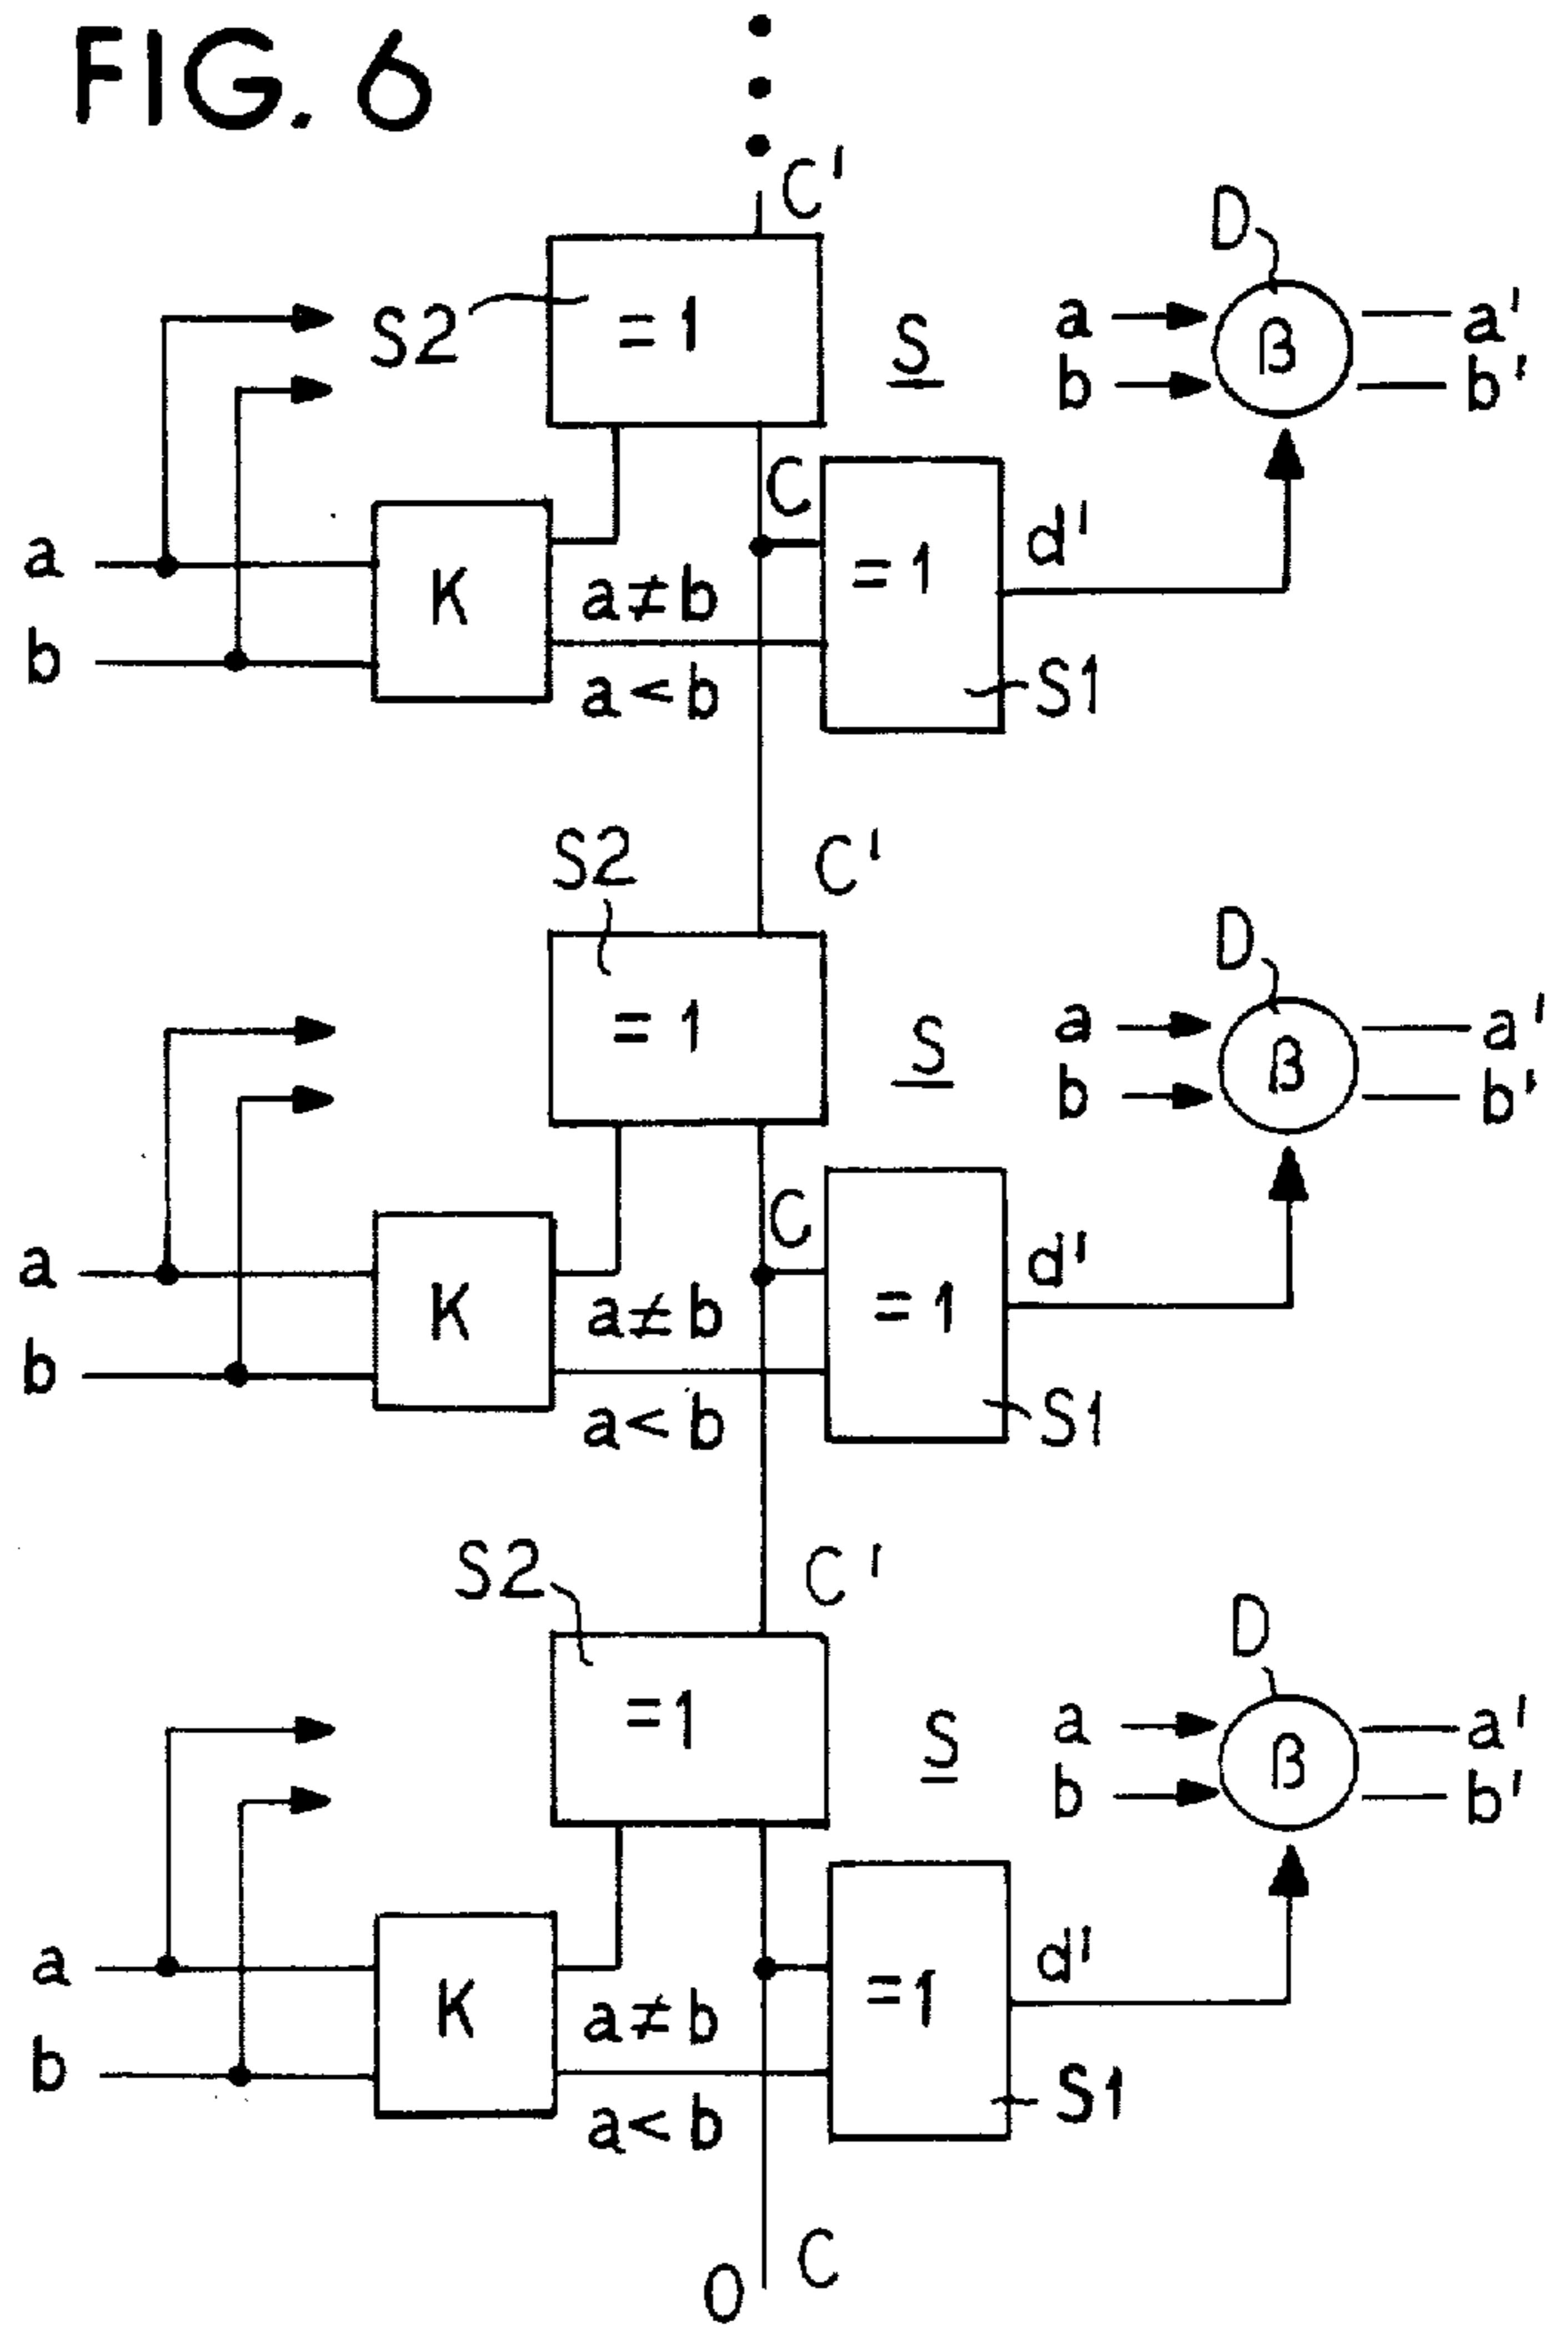 FIG. 6
C'
D
S2
=1
S
a
b
β
a'
b'
C
a
b
K
a≠b
a<b
=1
d'
S1
S2
C'
D
=1
S
a
b
β
a'
b'
C
a
b
K
a≠b
a<b
=1
d'
S1
S2
C'
D
=1
S
a
b
β
a'
b'
a
b
K
a≠b
a<b
=1
d'
S1
0
C